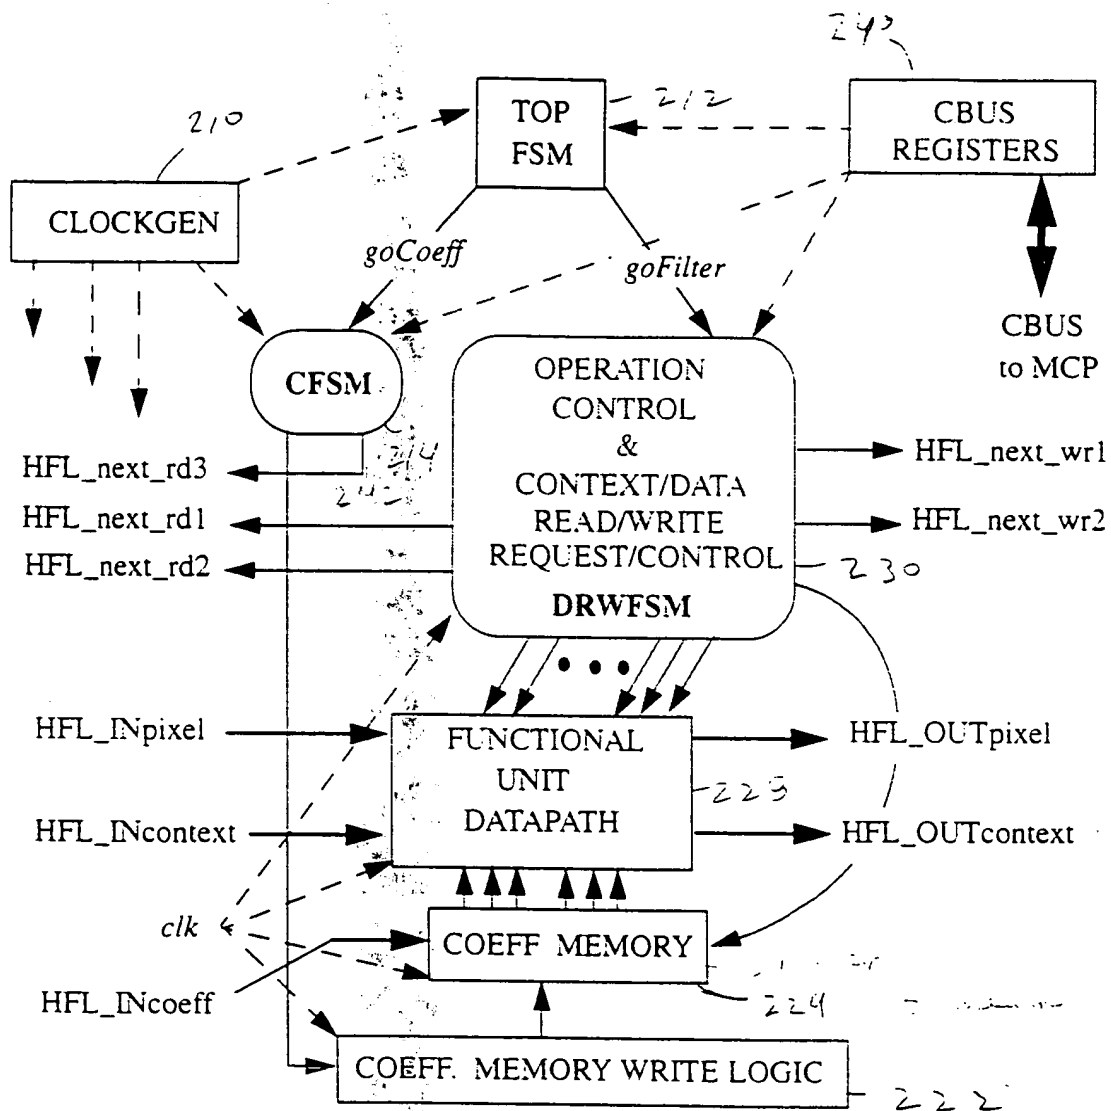 TOP
FSM
212
CBUS
REGISTERS
210
CLOCKGEN
goCoeff
goFilter
CBUS
to MCP
CFSM
214
OPERATION
CONTROL
&
CONTEXT/DATA
READ/WRITE
REQUEST/CONTROL
DRWFSM
230
HFL_next_rd3
HFL_next_rd1
HFL_next_rd2
HFL_next_wr1
HFL_next_wr2
HFL_INpixel
HFL_INcontext
FUNCTIONAL
UNIT
DATAPATH
HFL_OUTpixel
HFL_OUTcontext
clk
COEFF MEMORY
224
HFL_INcoeff
COEFF. MEMORY WRITE LOGIC
222